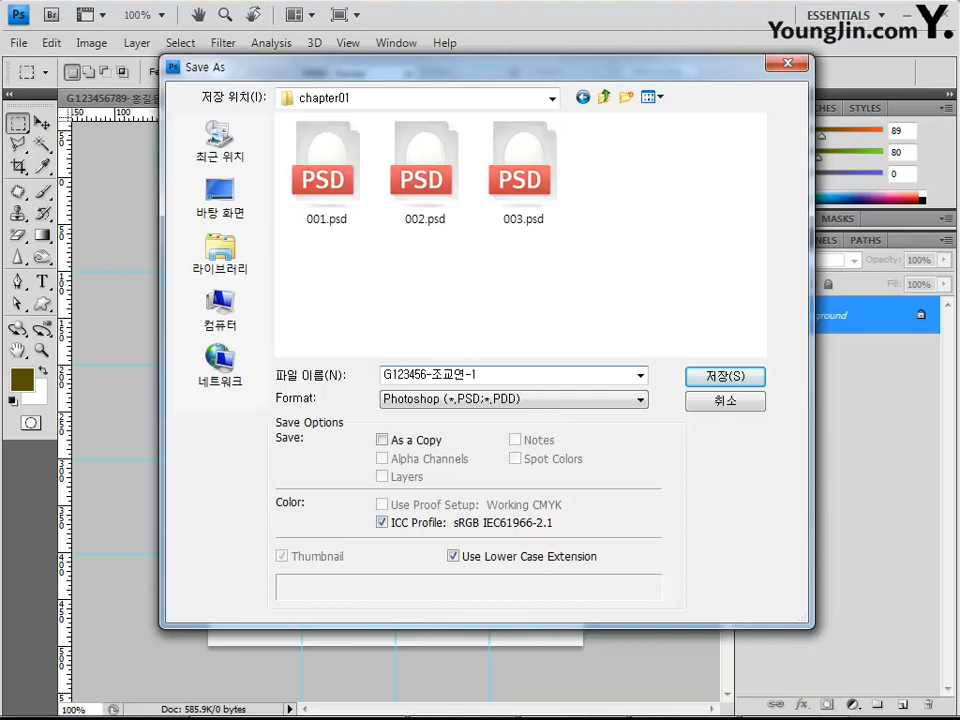 Ps Br 100% ESSENTIALS
YoungJin.com Y.
File Edit Image Layer Select Filter Analysis 3D View Window Help
Save As
G123456789-홍길동
저장 위치(I): chapter01
최근 위치
바탕 화면
라이브러리
컴퓨터
네트워크
PSD PSD PSD
001.psd 002.psd 003.psd
파일 이름(N): G123456-조교연-1 저장(S)
Format: Photoshop (*.PSD;*.PDD) 취소
Save Options
Save: As a Copy Notes
Alpha Channels Spot Colors
Layers
Color: Use Proof Setup: Working CMYK
ICC Profile: sRGB IEC61966-2.1
Thumbnail Use Lower Case Extension
STYLES
89
80
0
MASKS
NELS PATHS
Opacity: 100%
Fill: 100%
ground
100% Doc: 585.9K/0 bytes